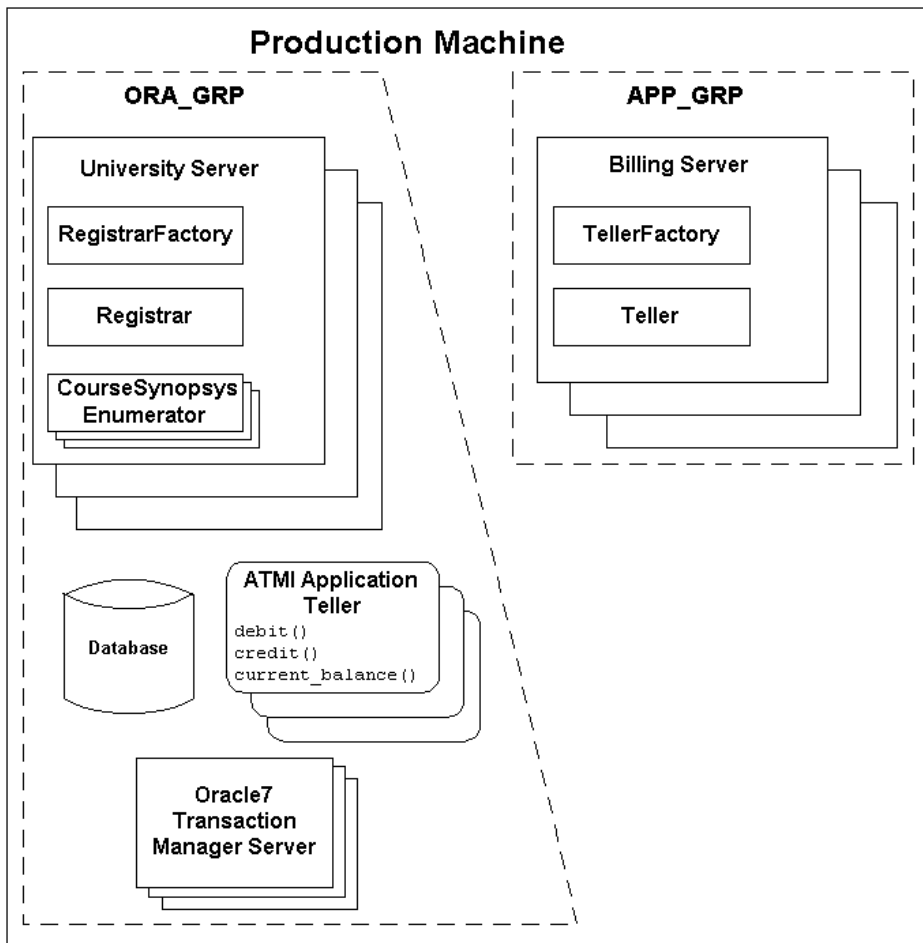 Production Machine
ORA_GRP
University Server
RegistrarFactory
Registrar
CourseSynopsys
Enumerator
Database
ATMI Application
Teller
debit()
credit()
current_balance()
Oracle7
Transaction
Manager Server
APP_GRP
Billing Server
TellerFactory
Teller